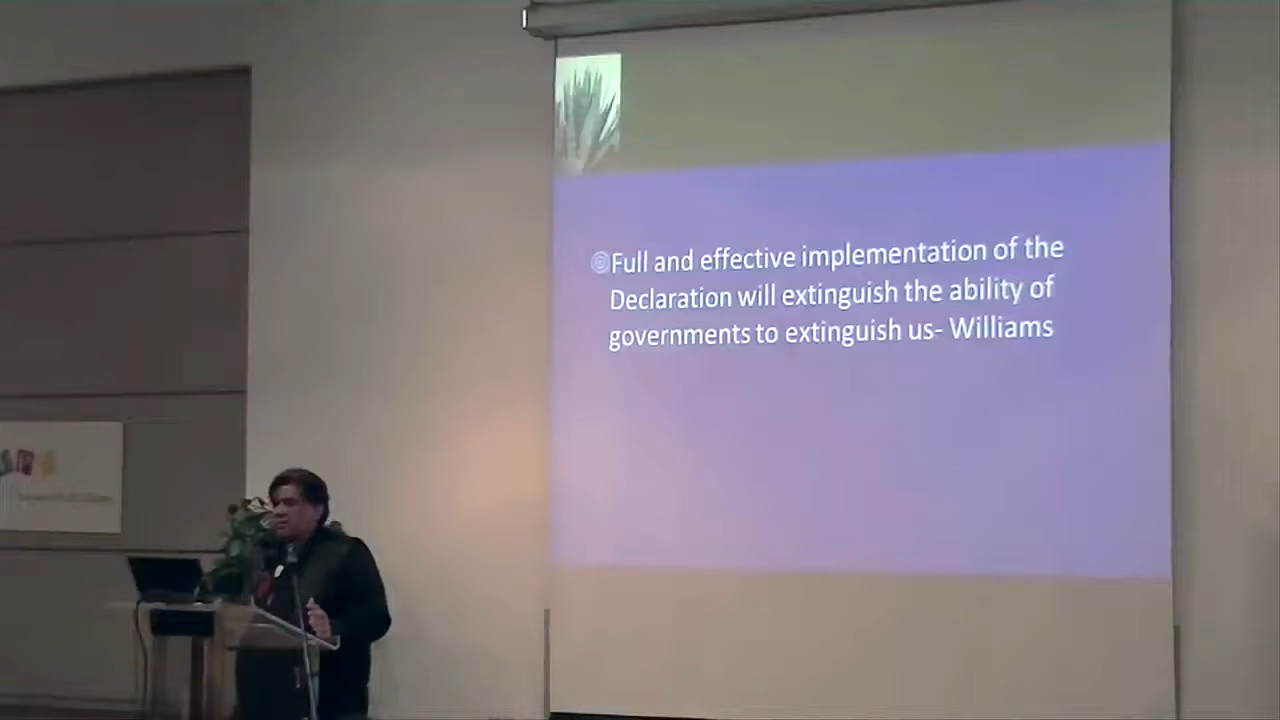 Full and effective implementation of the
Declaration will extinguish the ability of
governments to extinguish us- Williams